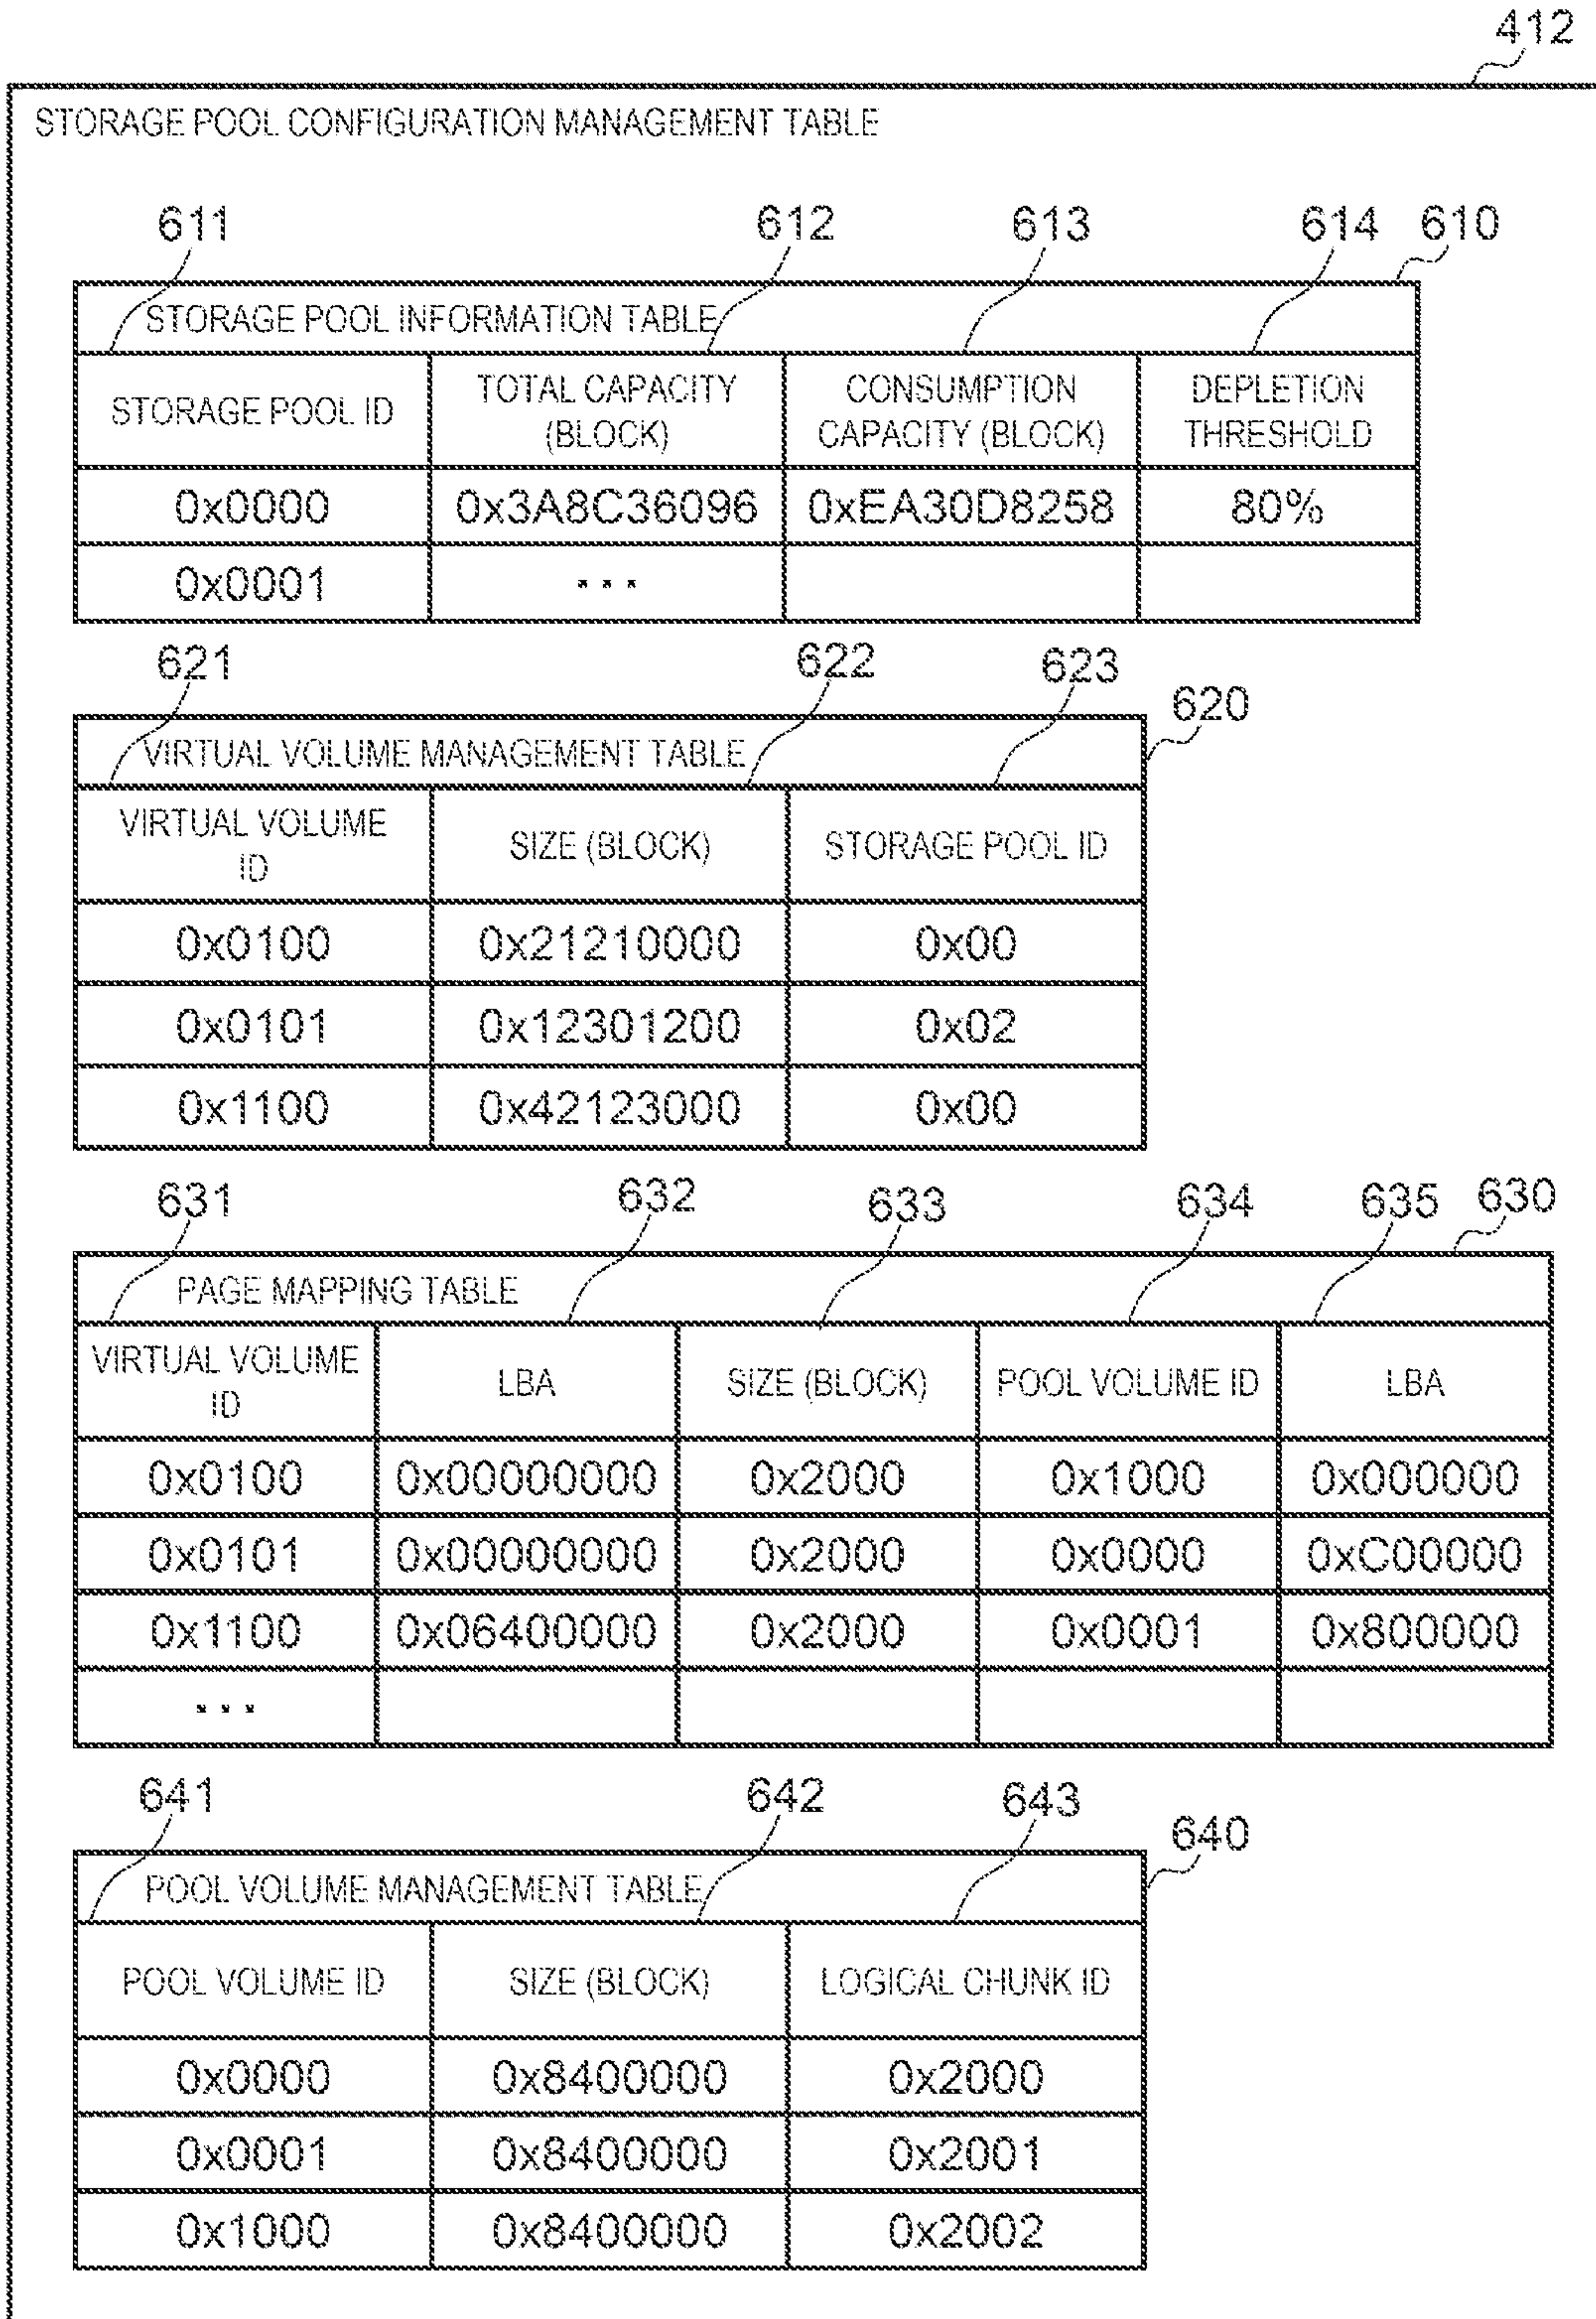 412
STORAGE POOL CONFIGURATION MANAGEMENT TABLE
611 612 613 614 610
STORAGE POOL INFORMATION TABLE
STORAGE POOL ID TOTAL CAPACITY (BLOCK) CONSUMPTION CAPACITY (BLOCK) DEPLETION THRESHOLD
0x0000 0x3A8C36096 0xEA30D8258 80%
0x0001 ...
621 622 623 620
VIRTUAL VOLUME MANAGEMENT TABLE
VIRTUAL VOLUME ID SIZE (BLOCK) STORAGE POOL ID
0x0100 0x21210000 0x00
0x0101 0x12301200 0x02
0x1100 0x42123000 0x00
631 632 633 634 635 630
PAGE MAPPING TABLE
VIRTUAL VOLUME ID LBA SIZE (BLOCK) POOL VOLUME ID LBA
0x0100 0x00000000 0x2000 0x1000 0x000000
0x0101 0x00000000 0x2000 0x0000 0xC00000
0x1100 0x06400000 0x2000 0x0001 0x800000
...
641 642 643 640
POOL VOLUME MANAGEMENT TABLE
POOL VOLUME ID SIZE (BLOCK) LOGICAL CHUNK ID
0x0000 0x8400000 0x2000
0x0001 0x8400000 0x2001
0x1000 0x8400000 0x2002